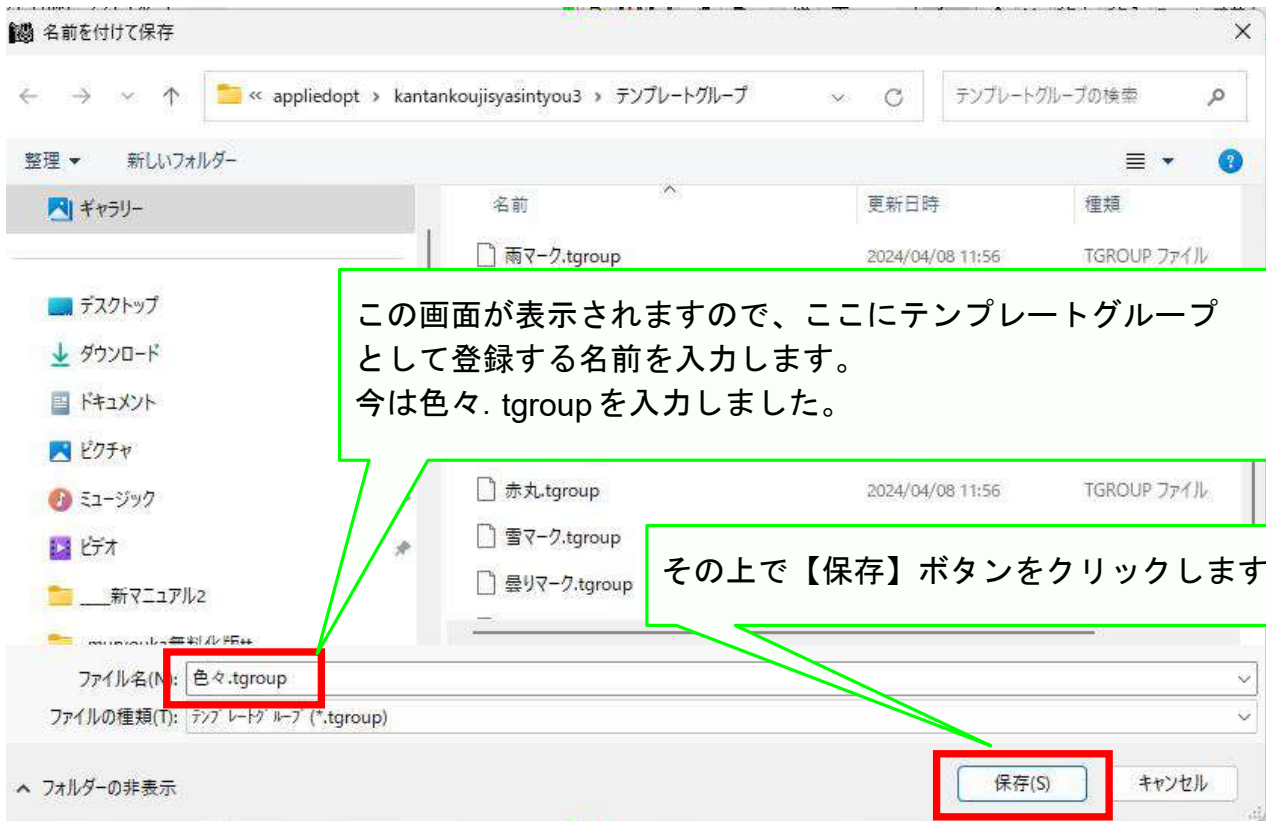 名前を付けて保存
« appliedopt › kantankoujisyasintyou3 › テンプレートグループ
テンプレートグループの検索
整理 新しいフォルダー
ギャラリー
名前 更新日時 種類
雨マーク.tgroup 2024/04/08 11:56 TGROUP ファイル
デスクトップ
ダウンロード
ドキュメント
ピクチャ
ミュージック
ビデオ
___新マニュアル2
この画面が表示されますので、ここにテンプレートグループ
として登録する名前を入力します。
今は色々. tgroupを入力しました。
赤丸.tgroup 2024/04/08 11:56 TGROUP ファイル
雪マーク.tgroup
曇りマーク.tgroup
その上で【保存】ボタンをクリックします
ファイル名(N): 色々.tgroup
ファイルの種類(T): テンプレートグループ (*.tgroup)
フォルダーの非表示
保存(S) キャンセル